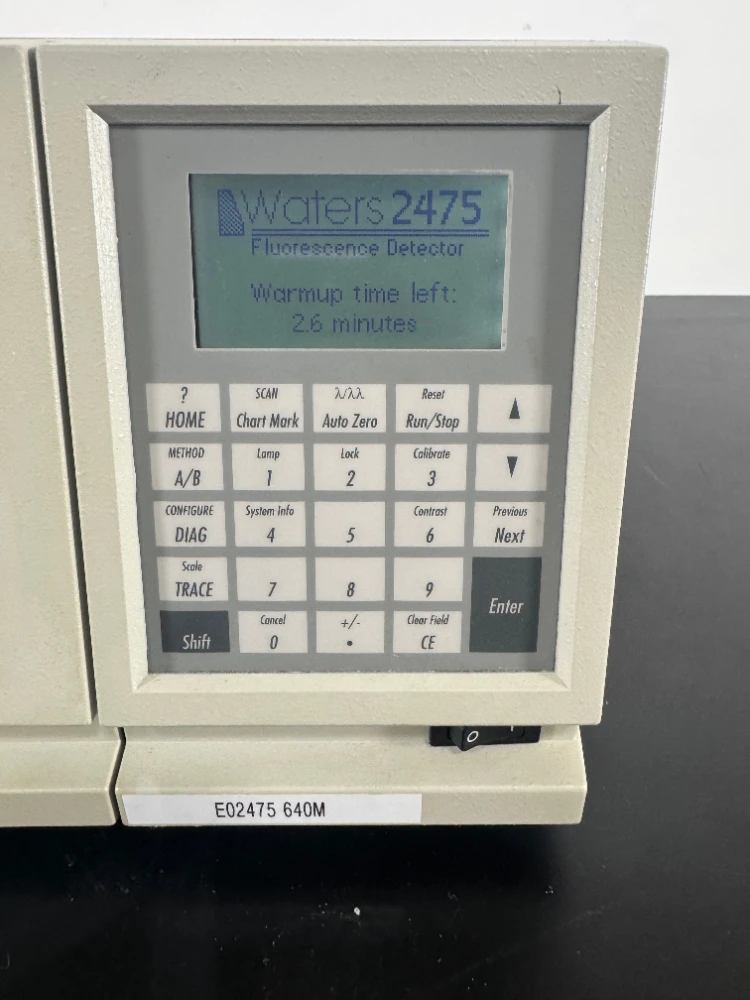 Waters 2475
Fluorescence Detector
Warmup time left:
2.6 minutes
? SCAN λ/λλ Reset
HOME Chart Mark Auto Zero Run/Stop ▲
METHOD Lamp Lock Calibrate
A/B 1 2 3 ▼
CONFIGURE System Info Contrast Previous
DIAG 4 5 6 Next
Scale
TRACE 7 8 9
Enter
Cancel +/- Clear Field
Shift 0 • CE
O I
E02475 640M